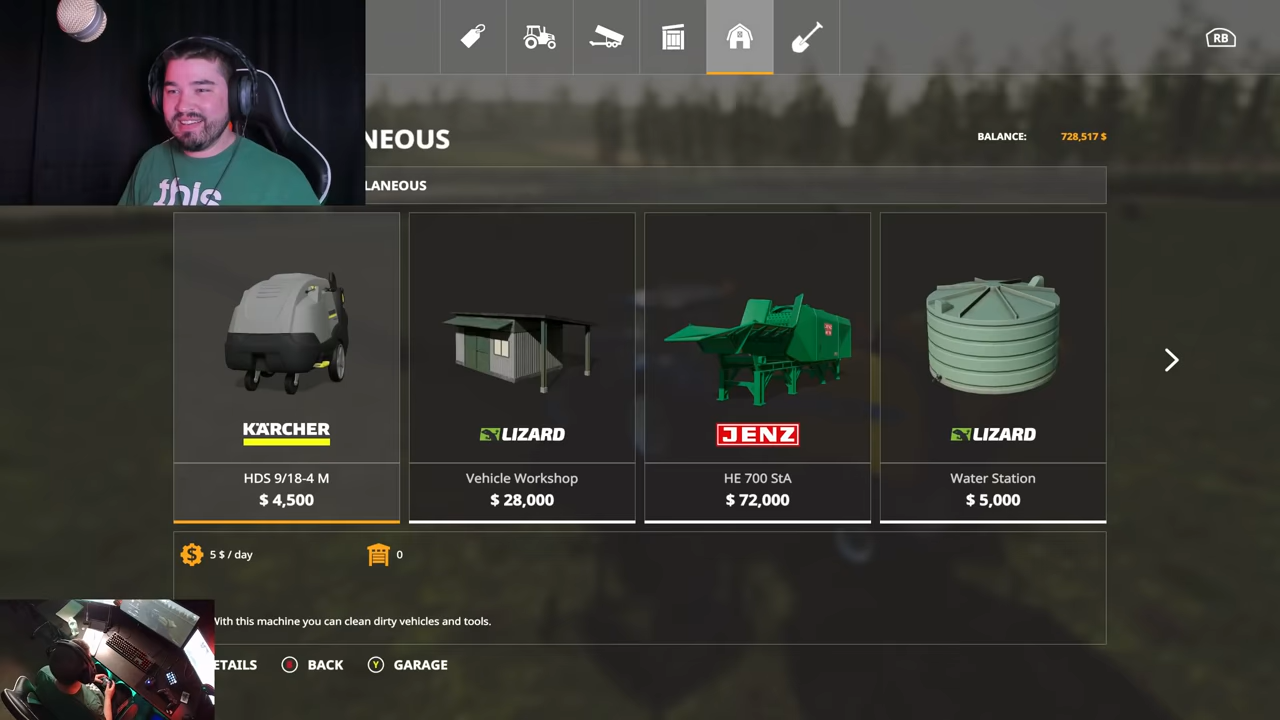 RB
NEOUS
BALANCE: 728,517 $
LANEOUS
this
KÄRCHER
HDS 9/18-4 M
$ 4,500
LIZARD
Vehicle Workshop
$ 28,000
JENZ
HE 700 StA
$ 72,000
LIZARD
Water Station
$ 5,000
5 $ / day
0
With this machine you can clean dirty vehicles and tools.
ETAILS
B BACK
Y GARAGE